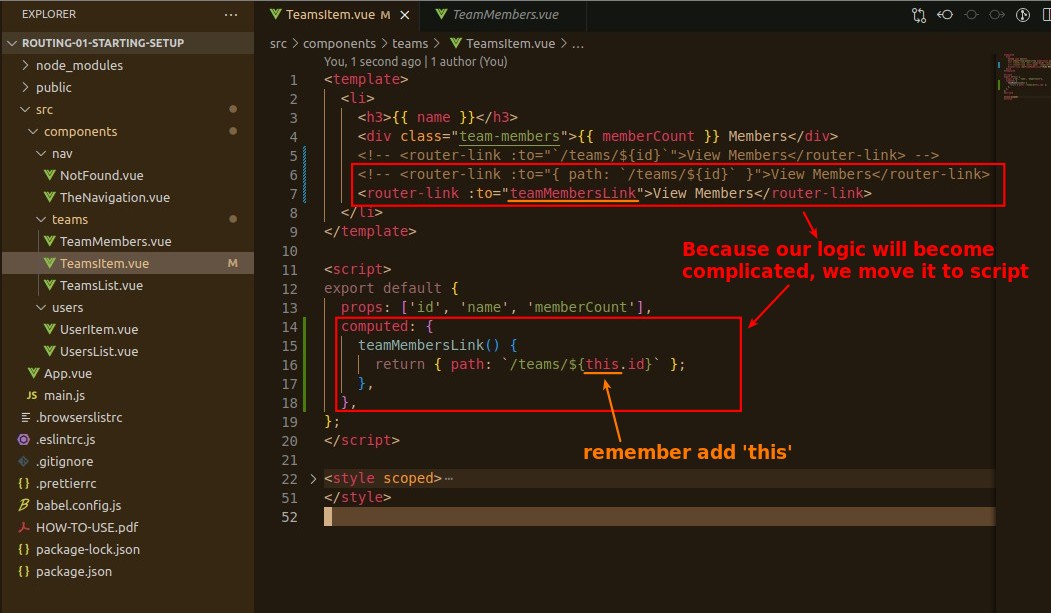 EXPLORER
···
ROUTING-01-STARTING-SETUP
node_modules
public
src
components
nav
NotFound.vue
TheNavigation.vue
teams
TeamMembers.vue
TeamsItem.vue M
TeamsList.vue
users
UserItem.vue
UsersList.vue
App.vue
JS main.js
.browserslistrc
.eslintrc.js
.gitignore
{} .prettierrc
babel.config.js
HOW-TO-USE.pdf
{} package-lock.json
{} package.json
TeamsItem.vue M
TeamMembers.vue
src > components > teams > TeamsItem.vue > ...
You, 1 second ago | 1 author (You)
1 <template>
2 <li>
3 <h3>{{ name }}</h3>
4 <div class="team-members">{{ memberCount }} Members</div>
5 <!-- <router-link :to="`/teams/${id}`">View Members</router-link> -->
6 <!-- <router-link :to="{ path: `/teams/${id}` }">View Members</router-link>
7 <router-link :to="teamMembersLink">View Members</router-link>
8 </li>
9 </template>
10
11 <script>
12 export default {
13 props: ['id', 'name', 'memberCount'],
14 computed: {
15 teamMembersLink() {
16 return { path: `/teams/${this.id}` };
17 },
18 },
19 };
20 </script>
21
22 <style scoped>···
51 </style>
52
Because our logic will become
complicated, we move it to script
remember add 'this'